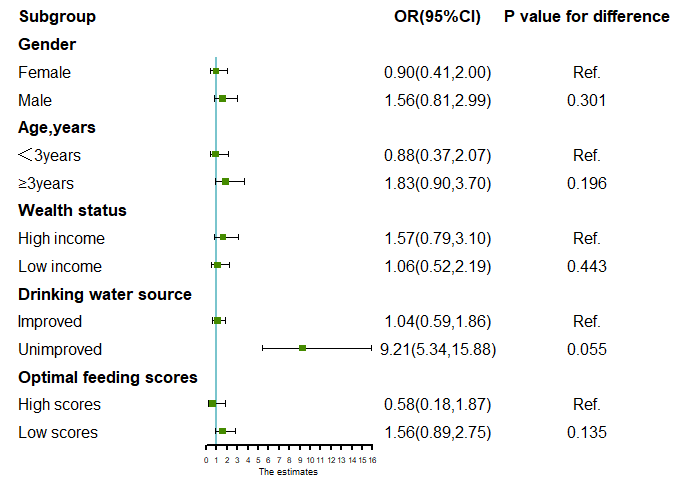 Subgroup OR(95%CI) P value for difference
Gender
Female 0.90(0.41,2.00) Ref.
Male 1.56(0.81,2.99) 0.301
Age,years
＜3years 0.88(0.37,2.07) Ref.
≥3years 1.83(0.90,3.70) 0.196
Wealth status
High income 1.57(0.79,3.10) Ref.
Low income 1.06(0.52,2.19) 0.443
Drinking water source
Improved 1.04(0.59,1.86) Ref.
Unimproved 9.21(5.34,15.88) 0.055
Optimal feeding scores
High scores 0.58(0.18,1.87) Ref.
Low scores 1.56(0.89,2.75) 0.135
0 1 2 3 4 5 6 7 8 9 10 11 12 13 14 15 16
The estimates